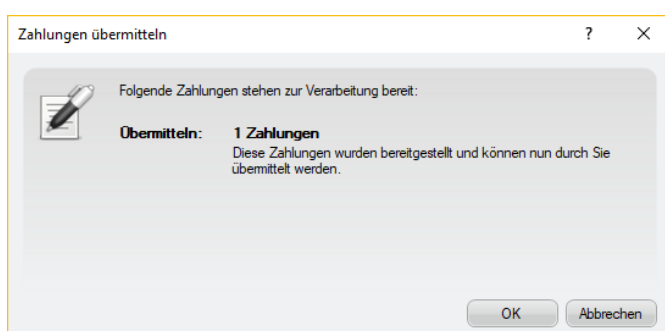 Zahlungen übermitteln
Folgende Zahlungen stehen zur Verarbeitung bereit:
Übermitteln: 1 Zahlungen
Diese Zahlungen wurden bereitgestellt und können nun durch Sie
übermittelt werden.
OK Abbrechen